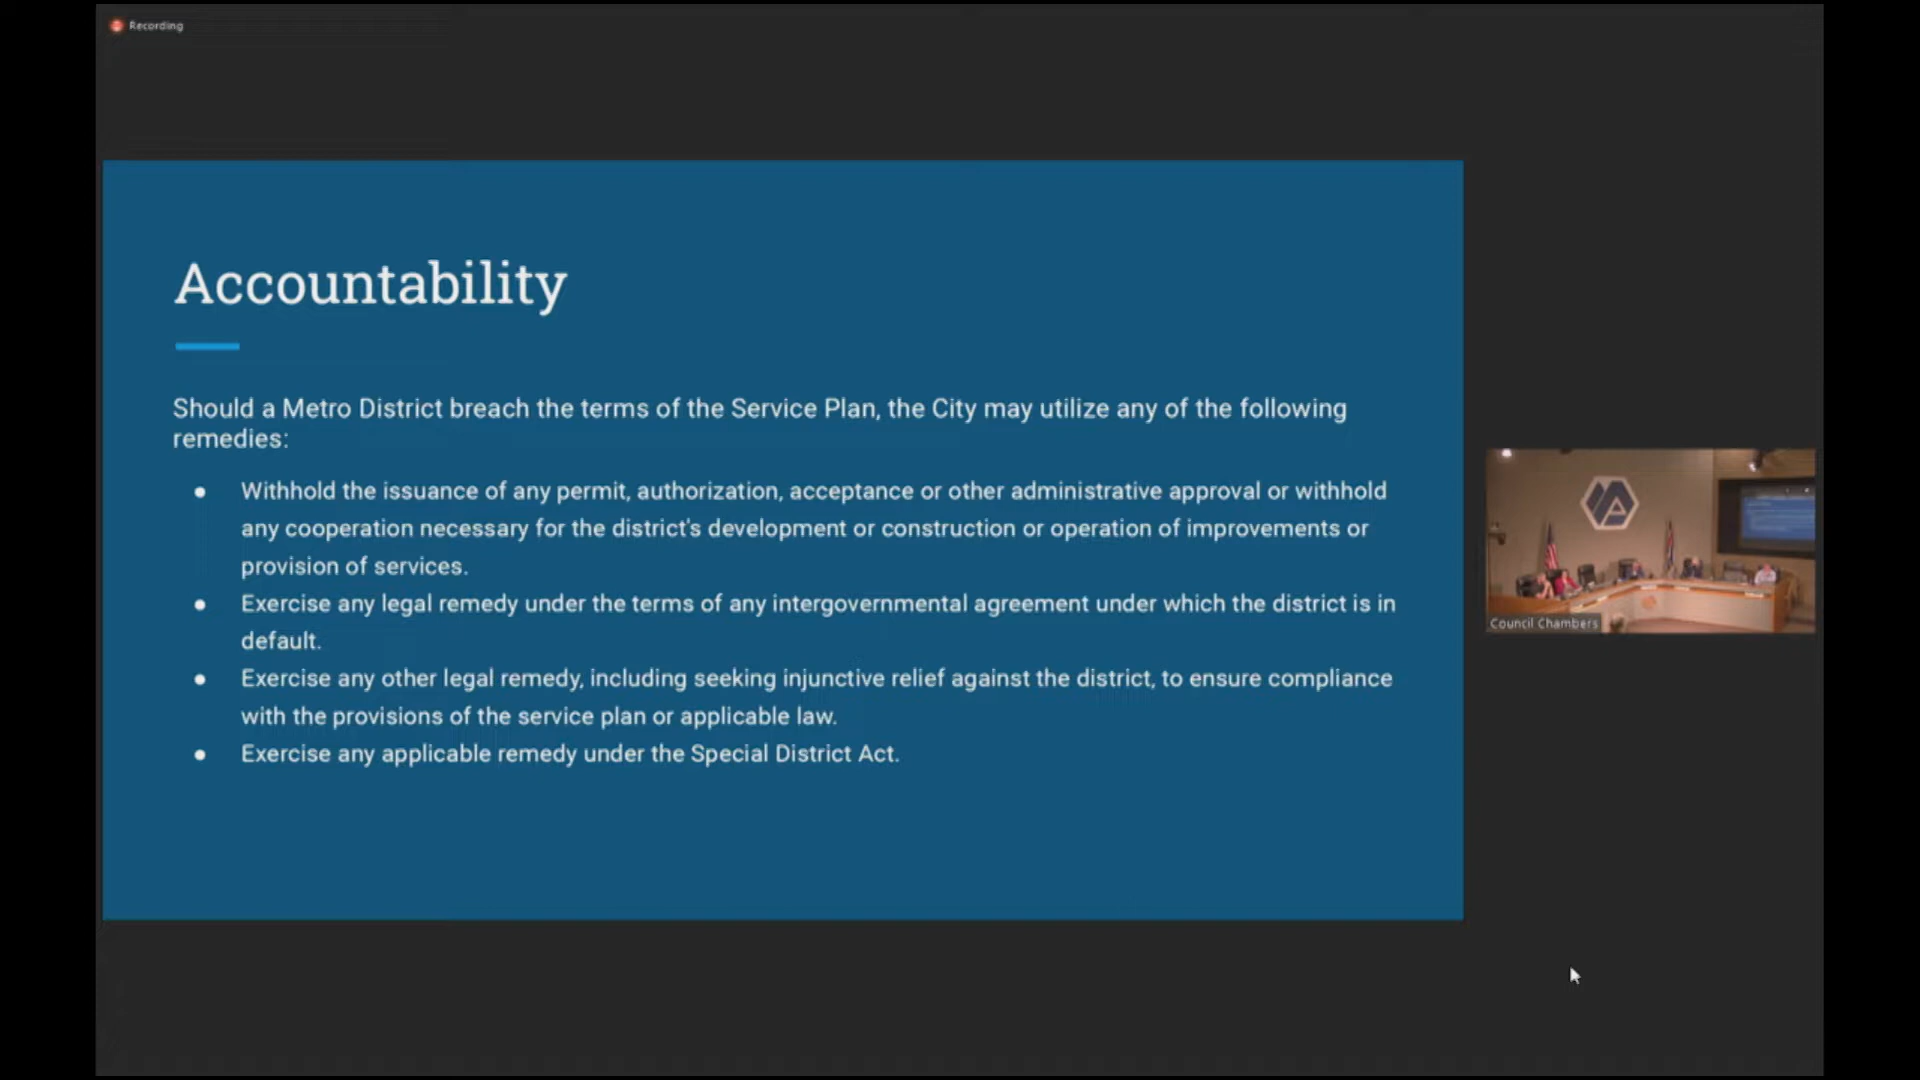 Recording
Accountability
Should a Metro District breach the terms of the Service Plan, the City may utilize any of the following
remedies:
● Withhold the issuance of any permit, authorization, acceptance or other administrative approval or withhold
any cooperation necessary for the district's development or construction or operation of improvements or
provision of services.
● Exercise any legal remedy under the terms of any intergovernmental agreement under which the district is in
default.
● Exercise any other legal remedy, including seeking injunctive relief against the district, to ensure compliance
with the provisions of the service plan or applicable law.
● Exercise any applicable remedy under the Special District Act.
Council Chambers